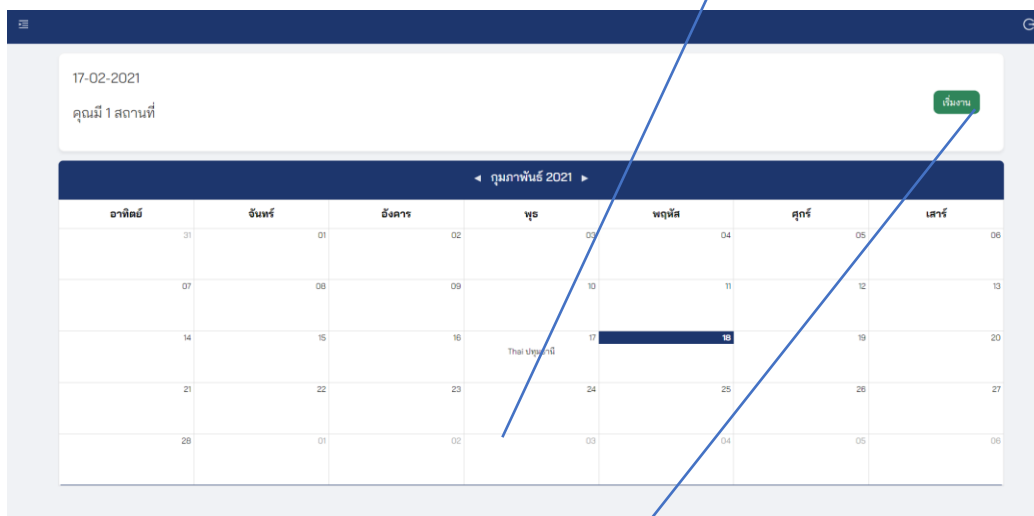 17-02-2021
คุณมี 1 สถานที่
เริ่มงาน
◄ กุมภาพันธ์ 2021 ►
อาทิตย์ จันทร์ อังคาร พุธ พฤหัส ศุกร์ เสาร์
31 01 02 03 04 05 06
07 08 09 10 11 12 13
14 15 16 17 18 19 20
Thai ปทุมธานี
21 22 23 24 25 26 27
28 01 02 03 04 05 06